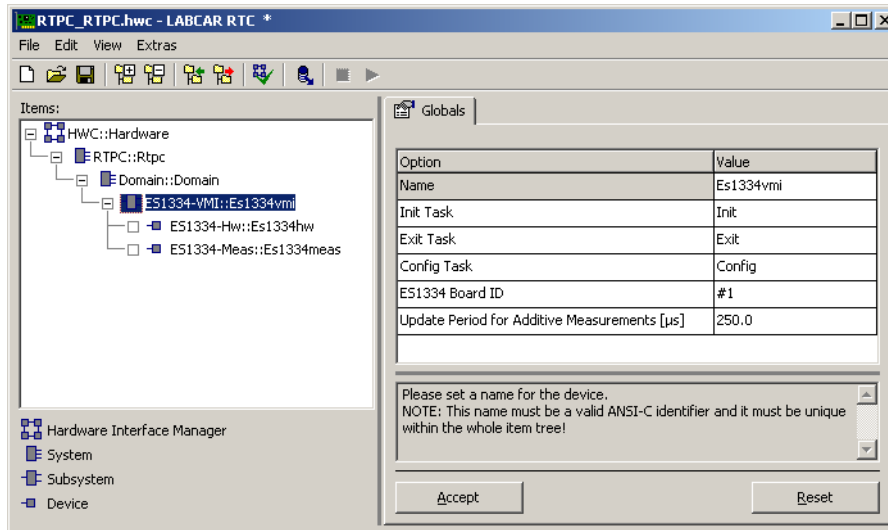 RTPC_RTPC.hwc - LABCAR RTC *
File Edit View Extras
Items:
HWC::Hardware
RTPC::Rtpc
Domain::Domain
ES1334-VMI::Es1334vmi
ES1334-Hw::Es1334hw
ES1334-Meas::Es1334meas
Hardware Interface Manager
System
Subsystem
Device
Globals
Option Value
Name Es1334vmi
Init Task Init
Exit Task Exit
Config Task Config
ES1334 Board ID #1
Update Period for Additive Measurements [µs] 250.0
Please set a name for the device.
NOTE: This name must be a valid ANSI-C identifier and it must be unique
within the whole item tree!
Accept Reset